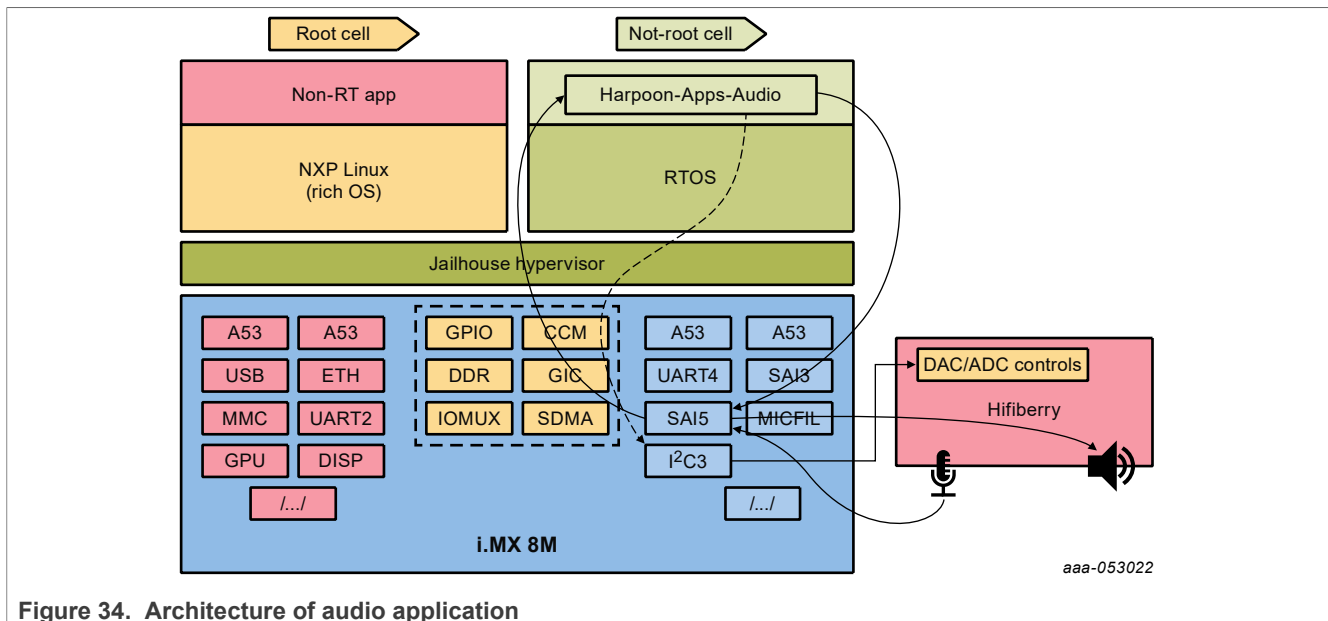 Root cell
Not-root cell
Non-RT app
Harpoon-Apps-Audio
NXP Linux
(rich OS)
RTOS
Jailhouse hypervisor
A53
A53
GPIO
CCM
A53
A53
USB
ETH
DDR
GIC
UART4
SAI3
MMC
UART2
IOMUX
SDMA
SAI5
MICFIL
GPU
DISP
I²C3
/.../
/.../
i.MX 8M
DAC/ADC controls
Hifiberry
aaa-053022
Figure 34. Architecture of audio application